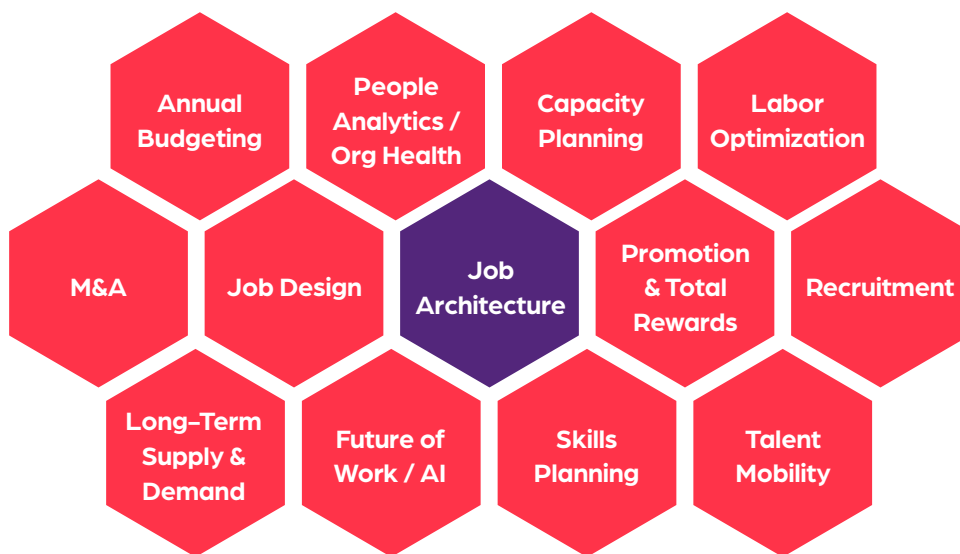 Annual
Budgeting
People
Analytics /
Org Health
Capacity
Planning
Labor
Optimization
M&A
Job Design
Job
Architecture
Promotion
& Total
Rewards
Recruitment
Long-Term
Supply &
Demand
Future of
Work / AI
Skills
Planning
Talent
Mobility